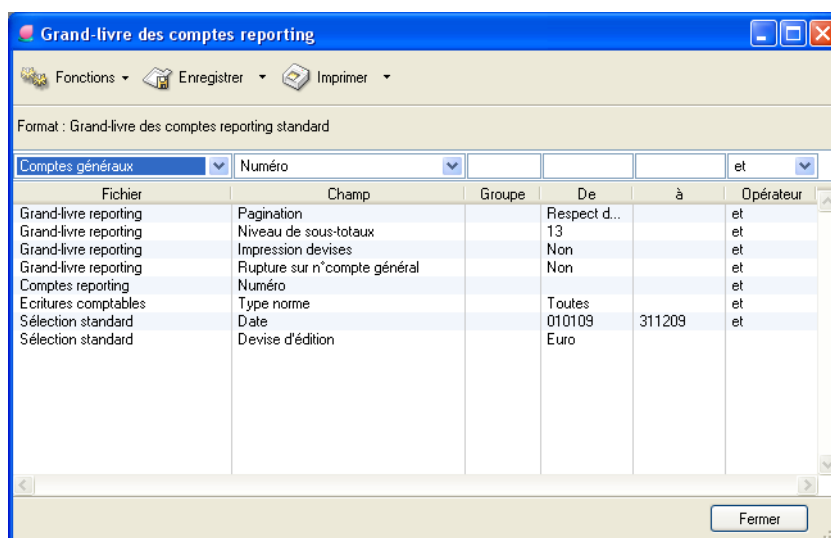 Grand-livre des comptes reporting
Fonctions Enregistrer Imprimer
Format : Grand-livre des comptes reporting standard
Comptes généraux Numéro et
Fichier Champ Groupe De à Opérateur
Grand-livre reporting Pagination Respect d... et
Grand-livre reporting Niveau de sous-totaux 13 et
Grand-livre reporting Impression devises Non et
Grand-livre reporting Rupture sur n°compte général Non et
Comptes reporting Numéro et
Ecritures comptables Type norme Toutes et
Sélection standard Date 010109 311209 et
Sélection standard Devise d'édition Euro
Fermer